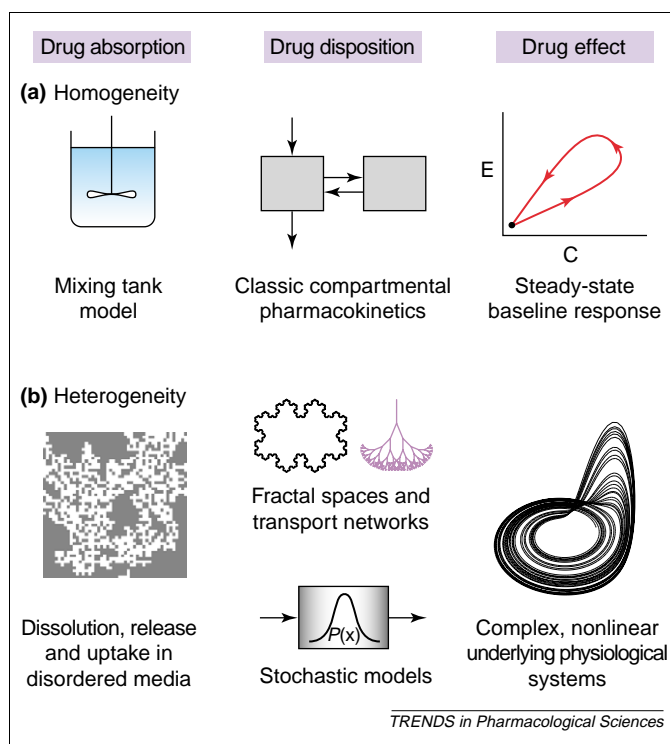 Drug absorption
Drug disposition
Drug effect
(a) Homogeneity
E
C
Mixing tank
model
Classic compartmental
pharmacokinetics
Steady-state
baseline response
(b) Heterogeneity
Fractal spaces and
transport networks
P(x)
Dissolution, release
and uptake in
disordered media
Stochastic models
Complex, nonlinear
underlying physiological
systems
TRENDS in Pharmacological Sciences